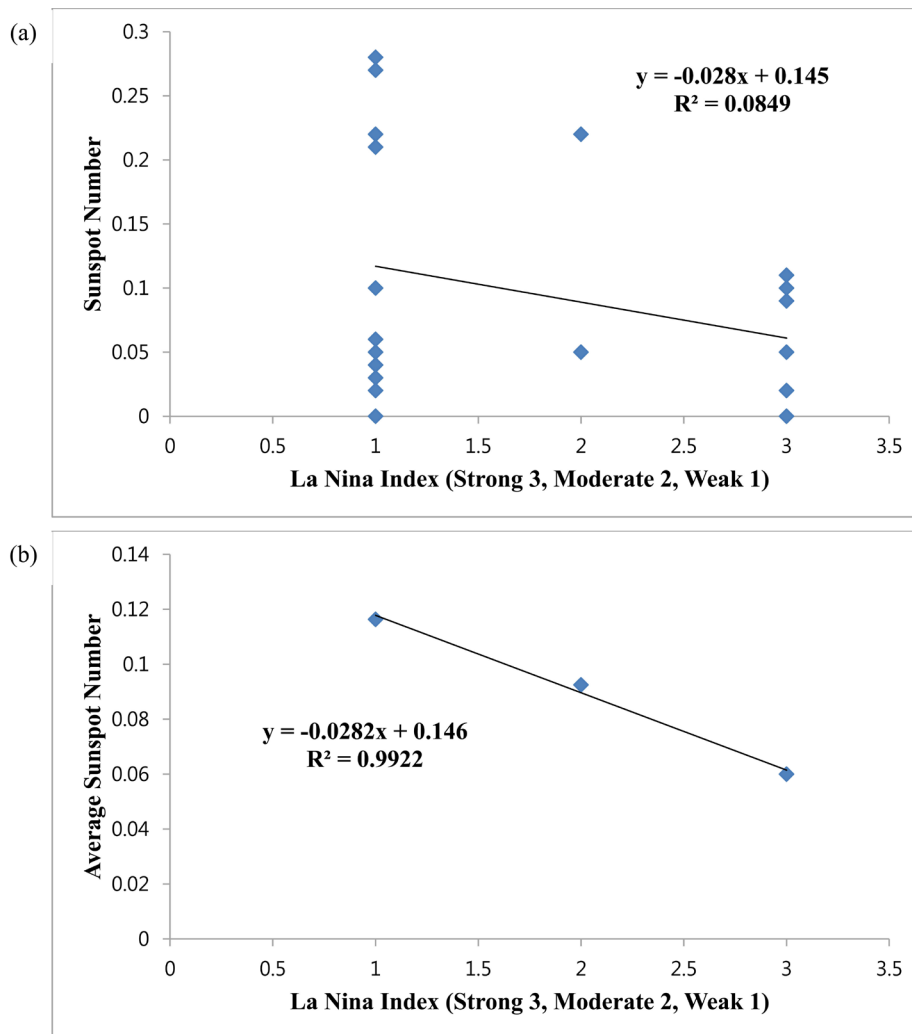 (a)
0.3
0.25
0.2
0.15
0.1
0.05
0
Sunspot Number
y = -0.028x + 0.145
R² = 0.0849
0 0.5 1 1.5 2 2.5 3 3.5
La Nina Index (Strong 3, Moderate 2, Weak 1)
(b)
0.14
0.12
0.1
0.08
0.06
0.04
0.02
0
Average Sunspot Number
y = -0.0282x + 0.146
R² = 0.9922
0 0.5 1 1.5 2 2.5 3 3.5
La Nina Index (Strong 3, Moderate 2, Weak 1)